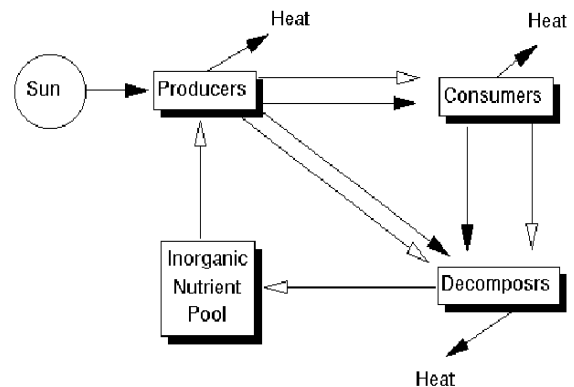 Heat
Heat
Sun
Producers
Consumers
Inorganic
Nutrient
Pool
Decomposrs
Heat